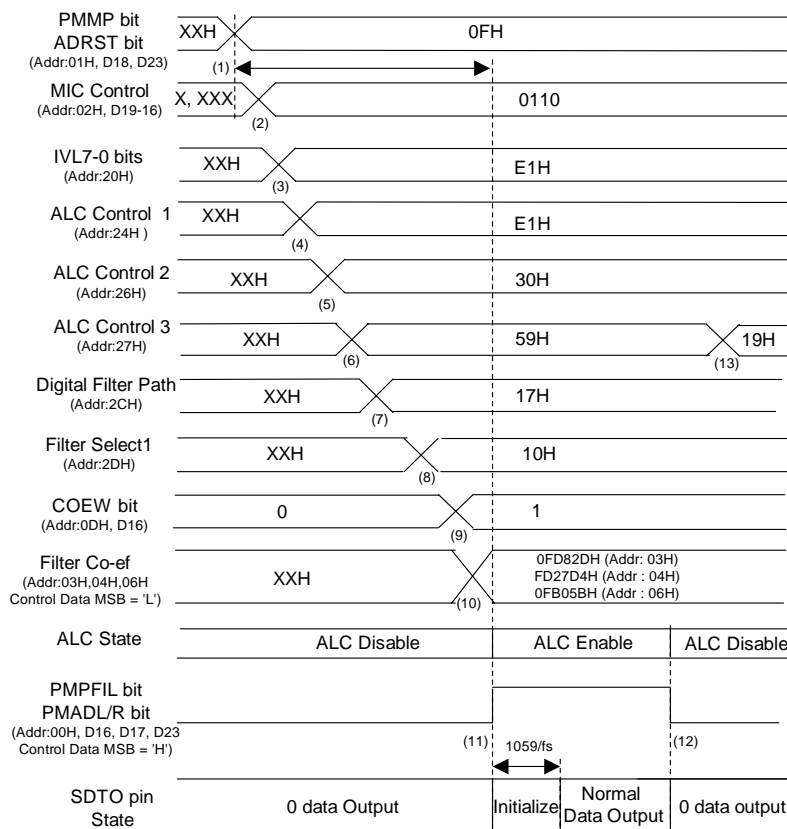 PMMP bit
ADRST bit
(Addr:01H, D18, D23)
XXH
0FH
(1)
MIC Control
(Addr:02H, D19-16)
X, XXX
0110
(2)
IVL7-0 bits
(Addr:20H)
XXH
E1H
(3)
ALC Control 1
(Addr:24H )
XXH
E1H
(4)
ALC Control 2
(Addr:26H)
XXH
30H
(5)
ALC Control 3
(Addr:27H)
XXH
59H
19H
(6)
(13)
Digital Filter Path
(Addr:2CH)
XXH
17H
(7)
Filter Select1
(Addr:2DH)
XXH
10H
(8)
COEW bit
(Addr:0DH, D16)
0
1
(9)
Filter Co-ef
(Addr:03H,04H,06H
Control Data MSB = 'L')
XXH
0FD82DH (Addr: 03H)
FD27D4H (Addr : 04H)
0FB05BH (Addr : 06H)
(10)
ALC State
ALC Disable
ALC Enable
ALC Disable
PMPFIL bit
PMADL/R bit
(Addr:00H, D16, D17, D23
Control Data MSB = 'H')
(11)
1059/fs
(12)
SDTO pin
State
0 data Output
Initialize
Normal
Data Output
0 data output